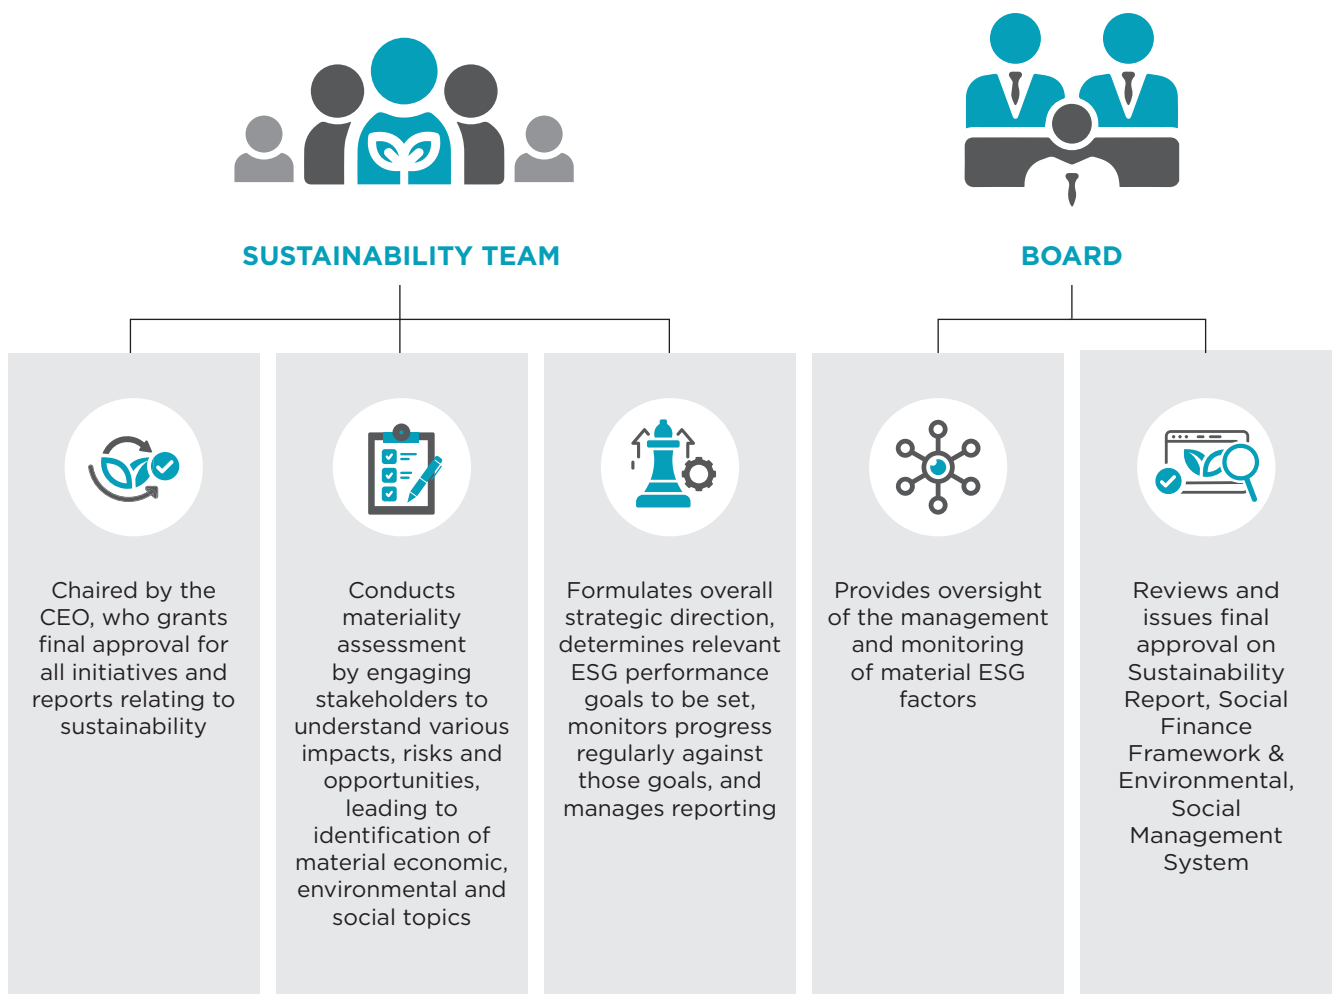 SUSTAINABILITY TEAM
BOARD
Chaired by the
CEO, who grants
final approval for
all initiatives and
reports relating to
sustainability
Conducts
materiality
assessment
by engaging
stakeholders to
understand various
impacts, risks and
opportunities,
leading to
identification of
material economic,
environmental and
social topics
Formulates overall
strategic direction,
determines relevant
ESG performance
goals to be set,
monitors progress
regularly against
those goals, and
manages reporting
Provides oversight
of the management
and monitoring
of material ESG
factors
Reviews and
issues final
approval on
Sustainability
Report, Social
Finance
Framework &
Environmental,
Social
Management
System